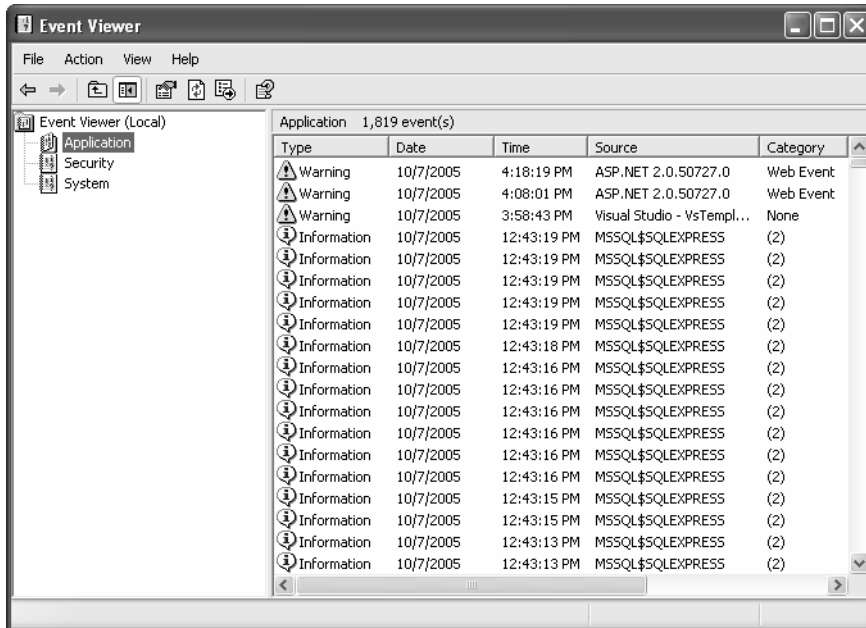 Event Viewer
File Action View Help
Event Viewer (Local)
Application
Security
System
Application 1,819 event(s)
Type Date Time Source Category
Warning 10/7/2005 4:18:19 PM ASP.NET 2.0.50727.0 Web Event
Warning 10/7/2005 4:08:01 PM ASP.NET 2.0.50727.0 Web Event
Warning 10/7/2005 3:58:43 PM Visual Studio - VsTempl... None
Information 10/7/2005 12:43:19 PM MSSQL$SQLEXPRESS (2)
Information 10/7/2005 12:43:19 PM MSSQL$SQLEXPRESS (2)
Information 10/7/2005 12:43:19 PM MSSQL$SQLEXPRESS (2)
Information 10/7/2005 12:43:19 PM MSSQL$SQLEXPRESS (2)
Information 10/7/2005 12:43:19 PM MSSQL$SQLEXPRESS (2)
Information 10/7/2005 12:43:18 PM MSSQL$SQLEXPRESS (2)
Information 10/7/2005 12:43:16 PM MSSQL$SQLEXPRESS (2)
Information 10/7/2005 12:43:16 PM MSSQL$SQLEXPRESS (2)
Information 10/7/2005 12:43:16 PM MSSQL$SQLEXPRESS (2)
Information 10/7/2005 12:43:16 PM MSSQL$SQLEXPRESS (2)
Information 10/7/2005 12:43:16 PM MSSQL$SQLEXPRESS (2)
Information 10/7/2005 12:43:16 PM MSSQL$SQLEXPRESS (2)
Information 10/7/2005 12:43:15 PM MSSQL$SQLEXPRESS (2)
Information 10/7/2005 12:43:15 PM MSSQL$SQLEXPRESS (2)
Information 10/7/2005 12:43:13 PM MSSQL$SQLEXPRESS (2)
Information 10/7/2005 12:43:13 PM MSSQL$SQLEXPRESS (2)